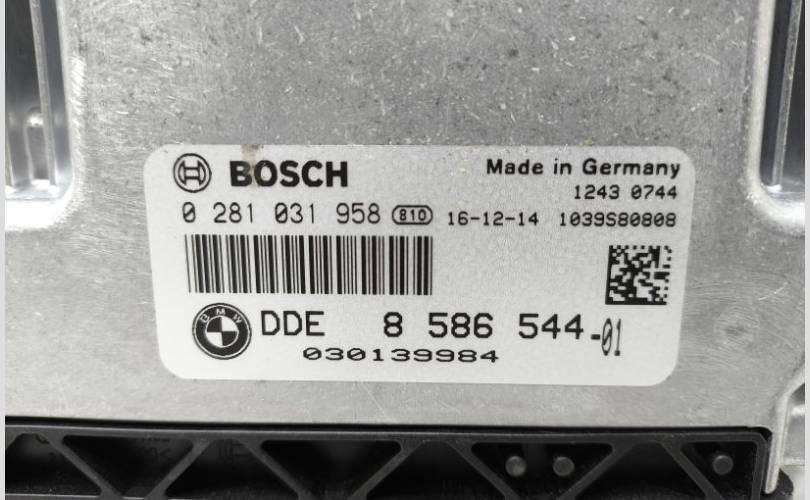 BOSCH
Made in Germany
1243 0744
0 281 031 958 810 16-12-14 1039S80808
BMW
DDE 8 586 544-01
030139984